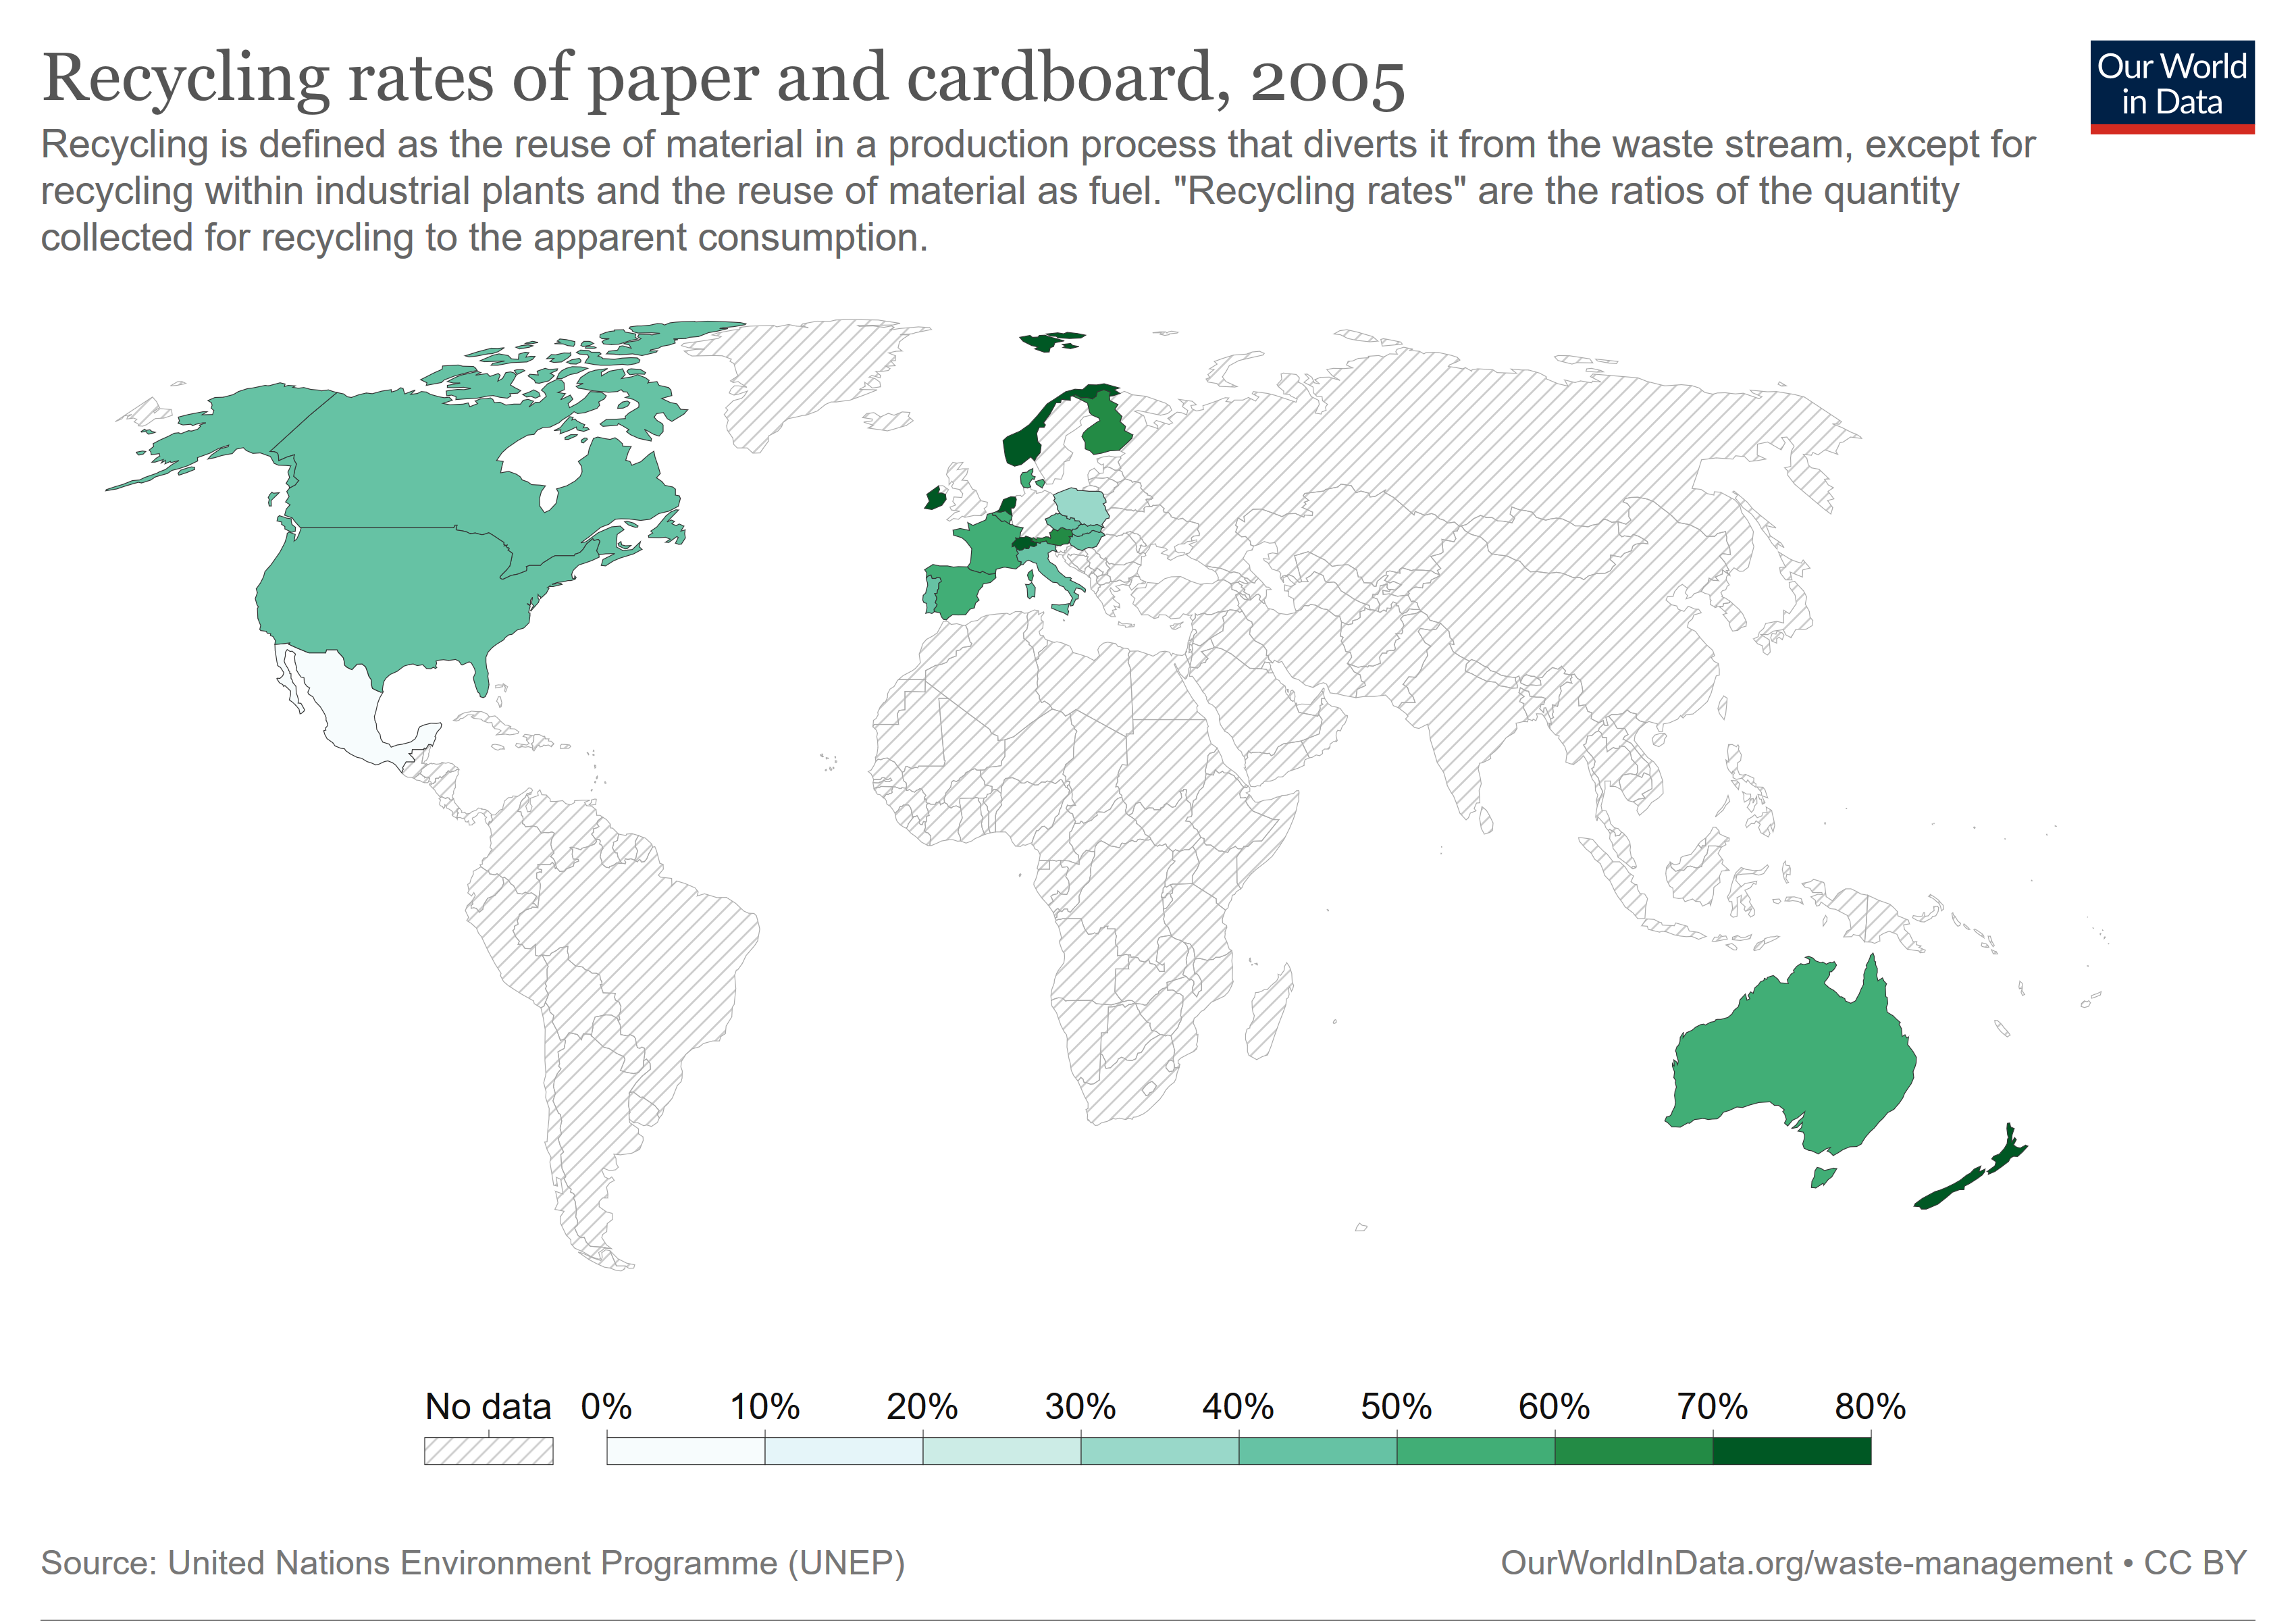 Recycling rates of paper and cardboard, 2005
Our World
in Data
Recycling is defined as the reuse of material in a production process that diverts it from the waste stream, except for
recycling within industrial plants and the reuse of material as fuel. "Recycling rates" are the ratios of the quantity
collected for recycling to the apparent consumption.
No data 0% 10% 20% 30% 40% 50% 60% 70% 80%
Source: United Nations Environment Programme (UNEP)
OurWorldInData.org/waste-management • CC BY